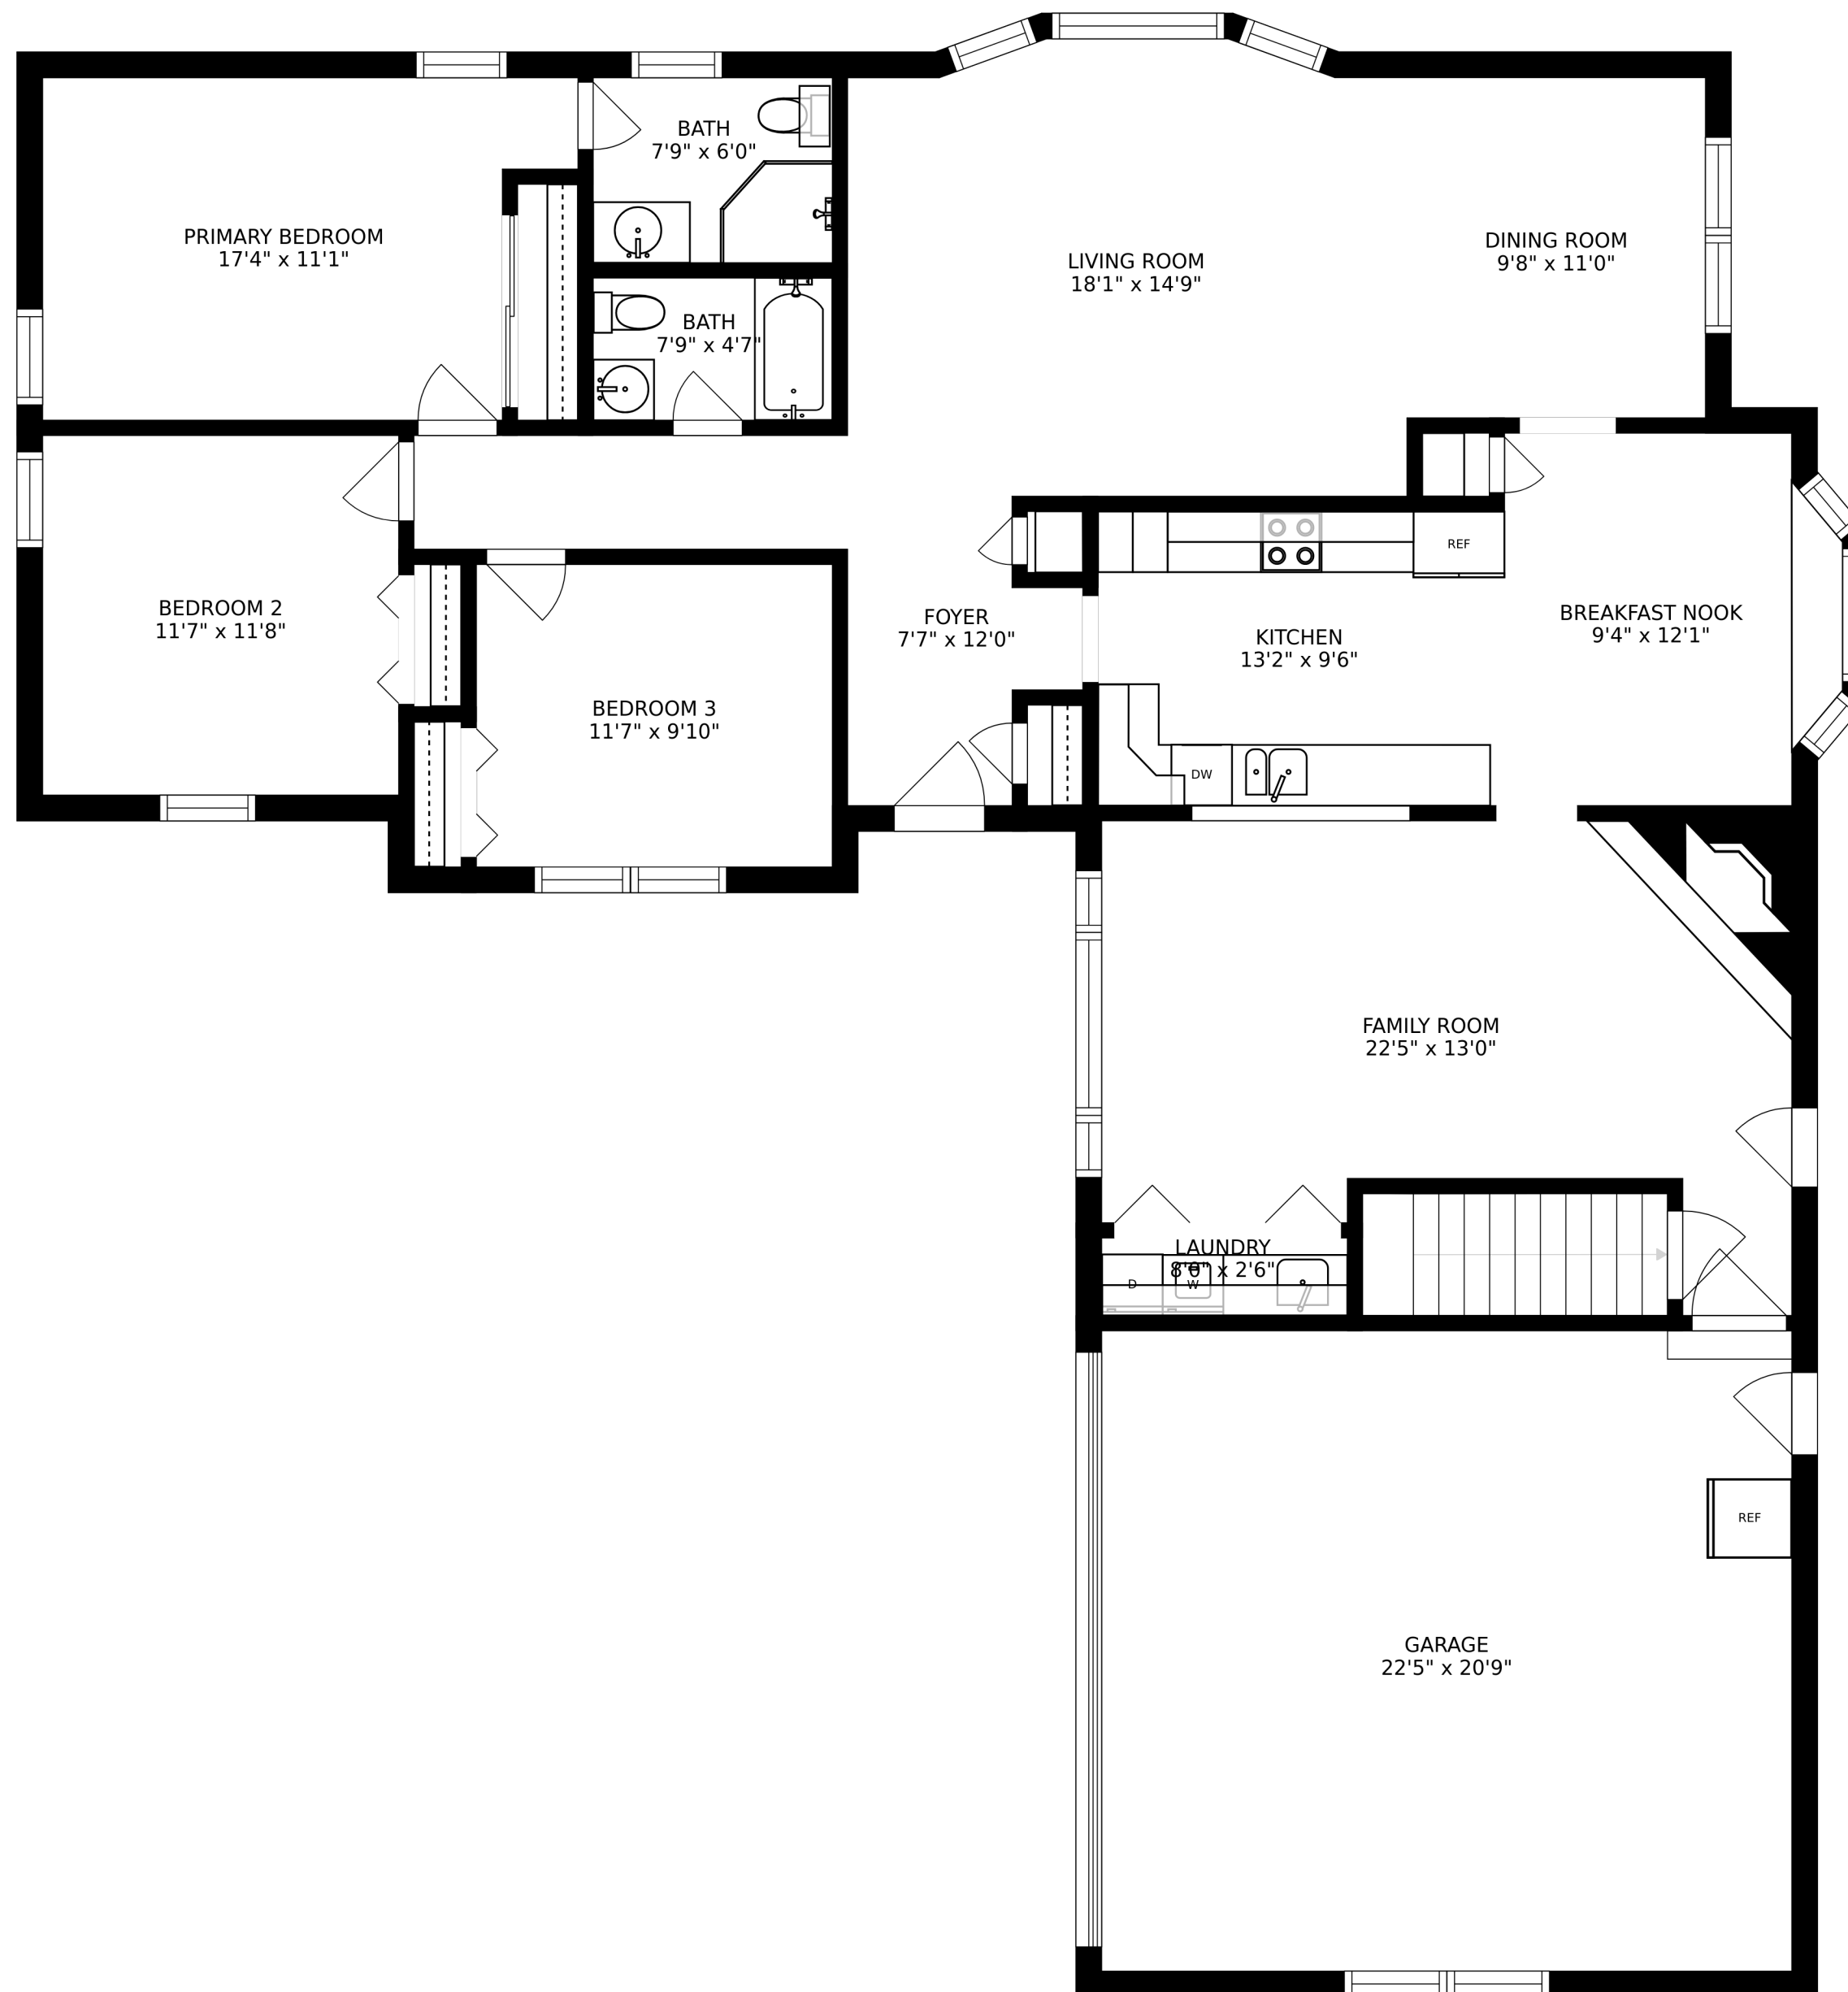 BATH
7'9" x 6'0"
PRIMARY BEDROOM
17'4" x 11'1"
LIVING ROOM
18'1" x 14'9"
DINING ROOM
9'8" x 11'0"
BATH
7'9" x 4'7"
REF
BEDROOM 2
11'7" x 11'8"
FOYER
7'7" x 12'0"
KITCHEN
13'2" x 9'6"
BREAKFAST NOOK
9'4" x 12'1"
BEDROOM 3
11'7" x 9'10"
DW
FAMILY ROOM
22'5" x 13'0"
LAUNDRY
8'0" x 2'6"
D
W
REF
GARAGE
22'5" x 20'9"